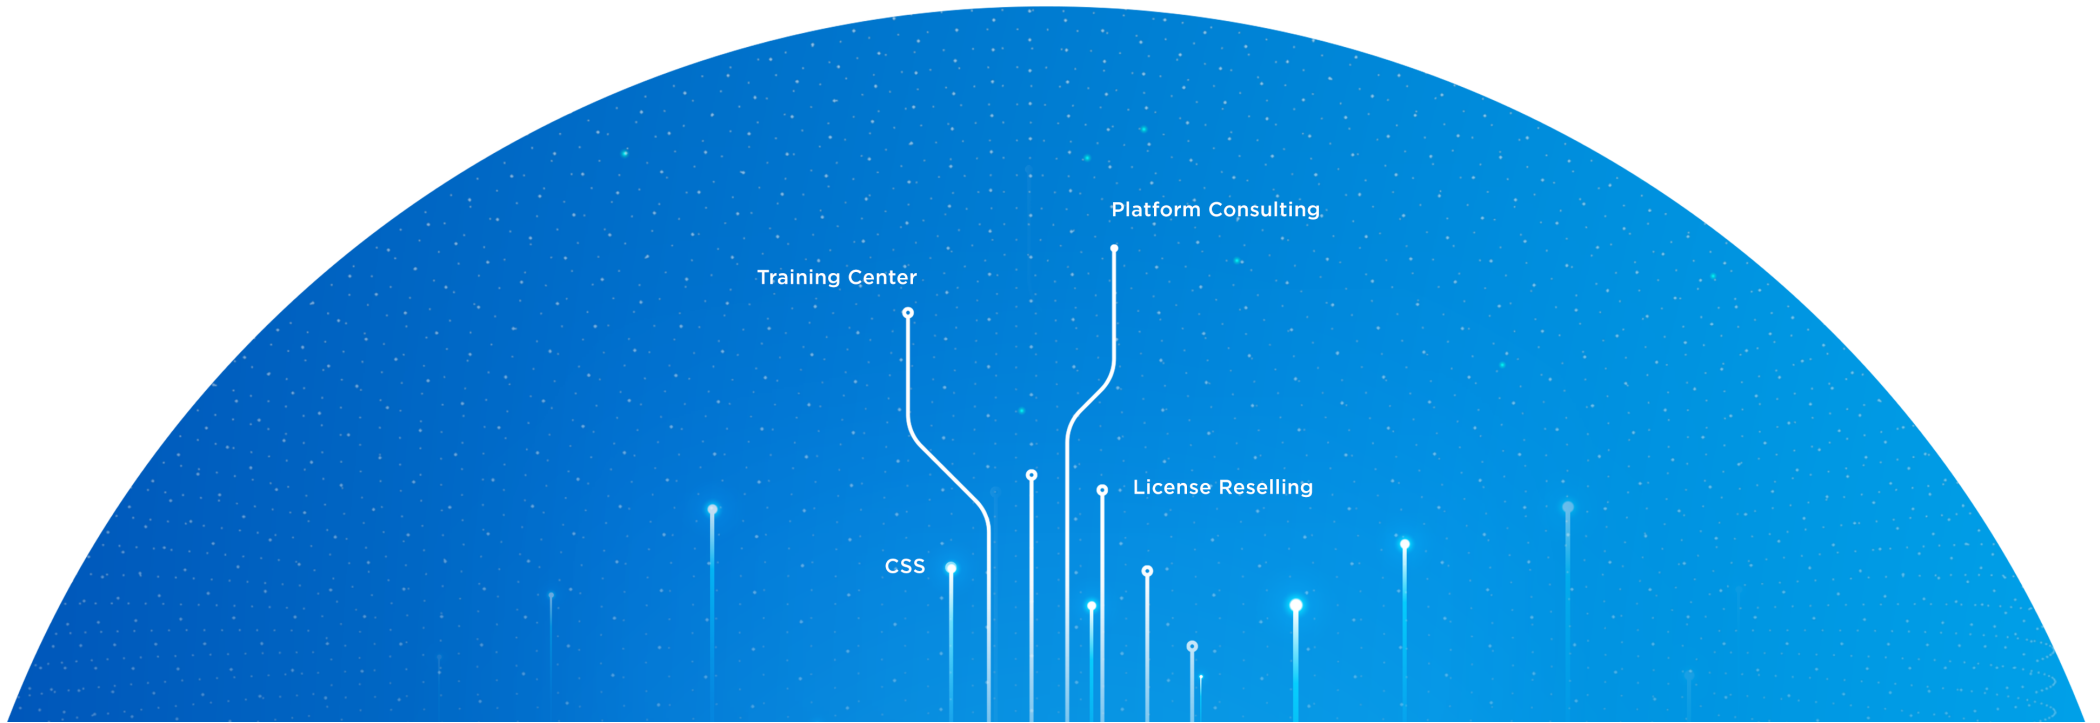 Platform Consulting
Training Center
License Reselling
CSS